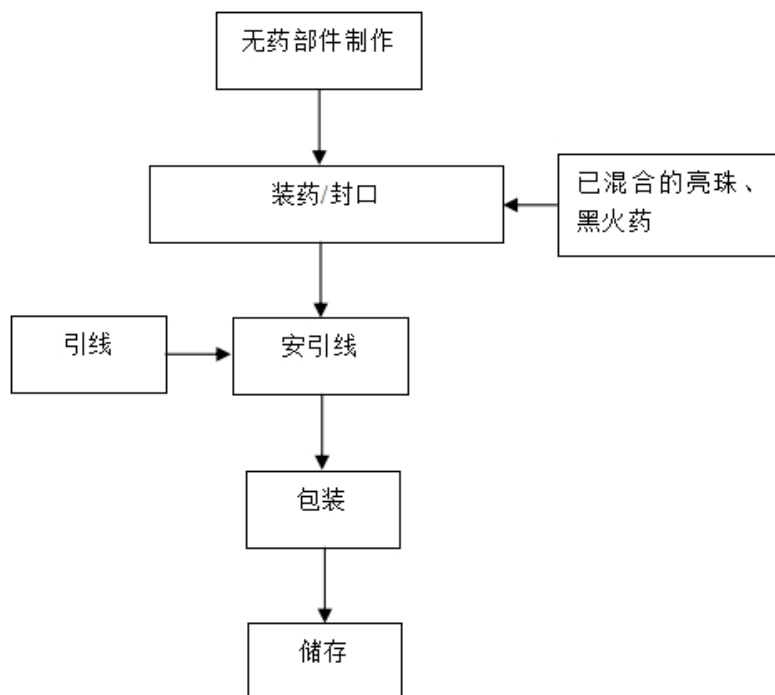 无药部件制作
装药/封口
已混合的亮珠、
黑火药
引线
安引线
包装
储存